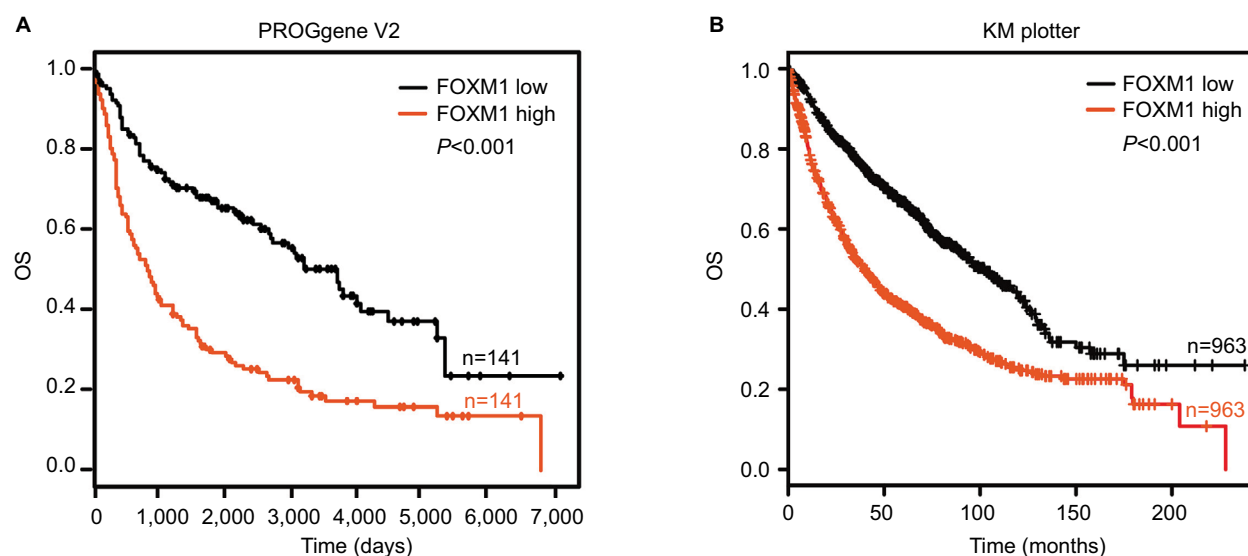 A
PROGgene V2
1.0
0.8
0.6
0.4
0.2
0.0
OS
FOXM1 low
FOXM1 high
P<0.001
n=141
n=141
0 1,000 2,000 3,000 4,000 5,000 6,000 7,000
Time (days)
B
KM plotter
1.0
0.8
0.6
0.4
0.2
0.0
OS
FOXM1 low
FOXM1 high
P<0.001
n=963
n=963
0 50 100 150 200
Time (months)